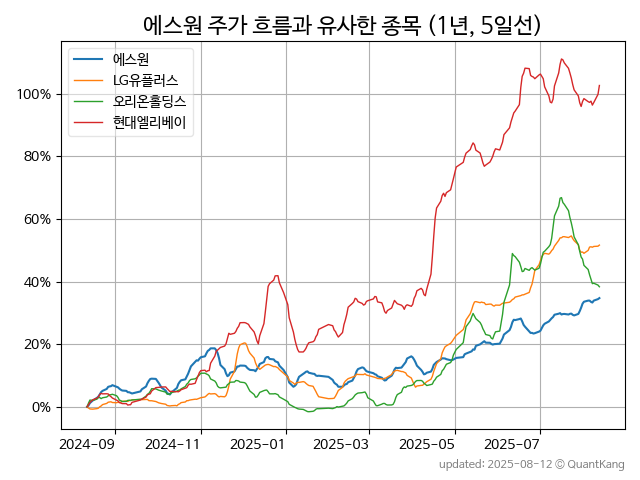 에스원 주가 흐름과 유사한 종목 (1년, 5일선)
에스원
LG유플러스
오리온홀딩스
현대엘리베이
100%
80%
60%
40%
20%
0%
2024-09
2024-11
2025-01
2025-03
2025-05
2025-07
updated: 2025-08-12 © QuantKang